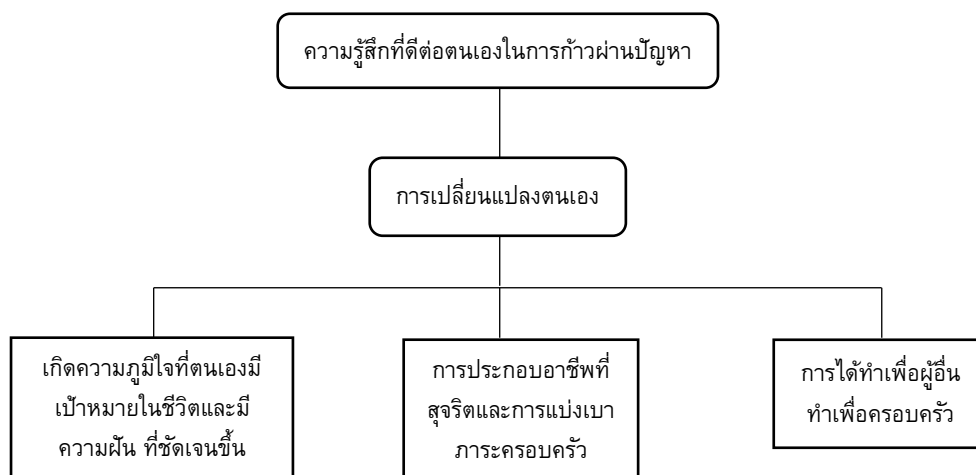 ความรู้สึกที่ดีต่อตนเองในการก้าวผ่านปัญหา
การเปลี่ยนแปลงตนเอง
เกิดความภูมิใจที่ตนเองมี
เป้าหมายในชีวิตและมี
ความฝัน ที่ชัดเจนขึ้น
การประกอบอาชีพที่
สุจริตและการแบ่งเบา
ภาระครอบครัว
การได้ทำเพื่อผู้อื่น
ทำเพื่อครอบครัว